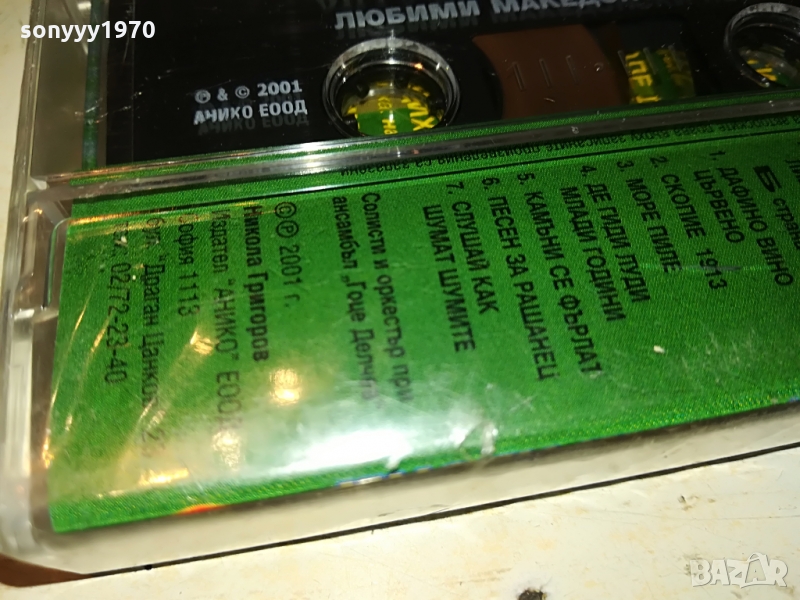 sonyyy1970
ЛЮБИМИ МАКЕДО
℗ & © 2001
АНИКО ЕООД
Б стран
1. ДАФИНО ВИНО
ЦЪРВЕНО
2. СКОПИЕ 1913
3. МОРЕ ПИЛЕ
4. ДЕ ГИДИ ЛУДИ
МЛАДИ ГОДИНИ
5. КАМЪНИ СЕ ФЪРЛАТ
6. ПЕСЕН ЗА РАШАНЕЦ
7. СЛУШАЙ КАК
ШУМАТ ШУМИТЕ
Солисти и оркестър при
ансамбъл "Гоце Делчев"
©℗ 2001 г.
Никола Григоров
Издател "АНИКО" ЕООД
София 1113
"Драган Цанков"
02/72-23-40
BAZAR